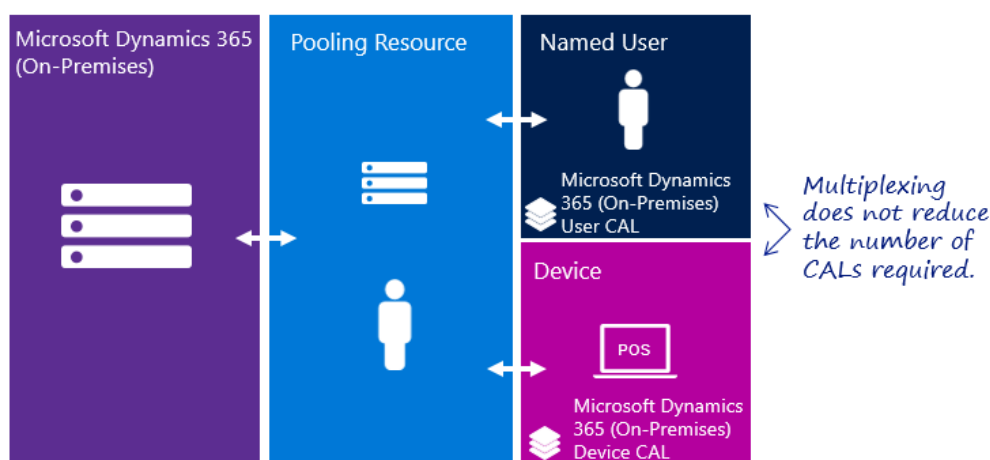 Microsoft Dynamics 365
(On-Premises)
Pooling Resource
Named User
Microsoft Dynamics
365 (On-Premises)
User CAL
Device
POS
Microsoft Dynamics
365 (On-Premises)
Device CAL
Multiplexing
does not reduce
the number of
CALs required.